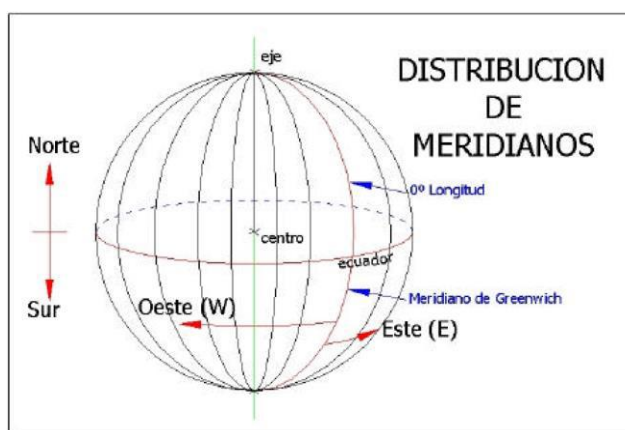 eje
DISTRIBUCION
DE
MERIDIANOS
Norte
0º Longitud
centro
ecuador
Sur
Oeste (W)
Meridiano de Greenwich
Este (E)